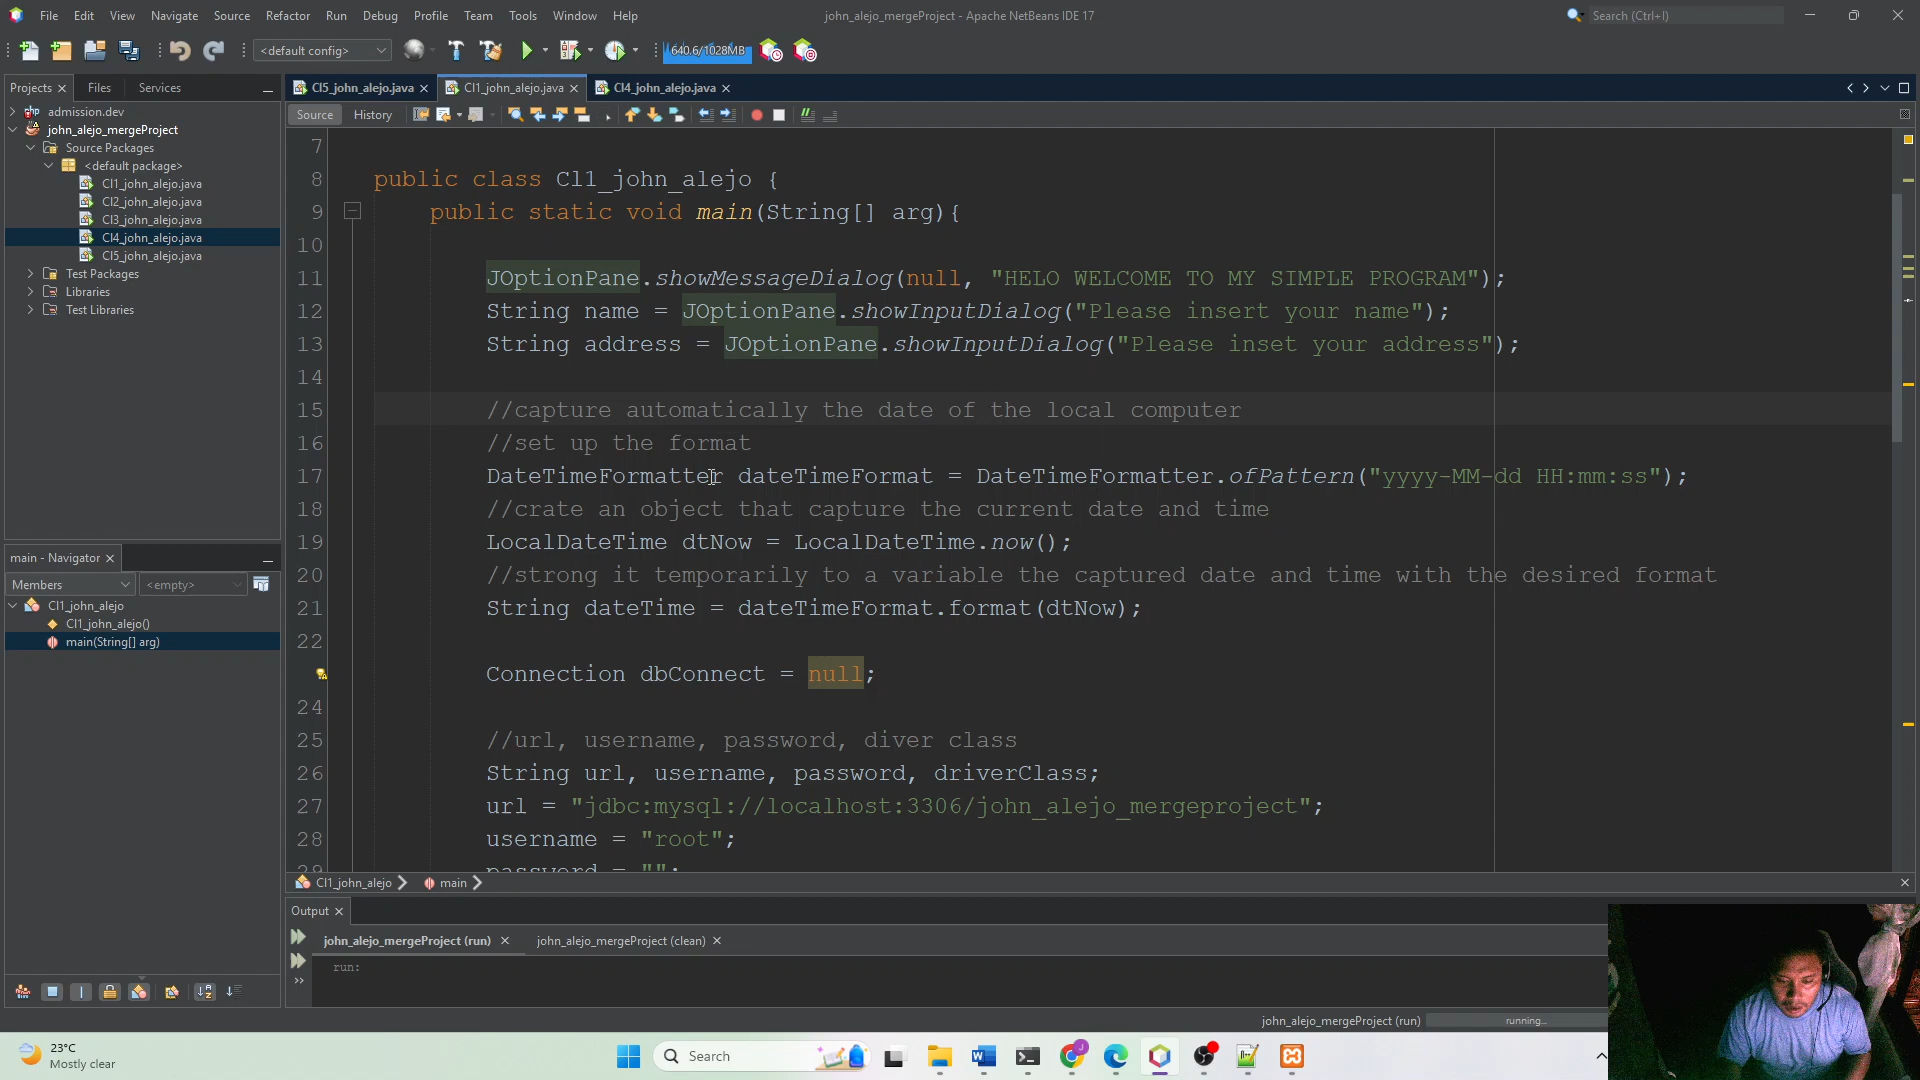 File Edit View Navigate Source Refactor Run Debug Profile Team Tools Window Help
john_alejo_mergeProject - Apache NetBeans IDE 17
Search (Ctrl+I)
<default config>
640.6/1028MB
Projects Files Services
Cl5_john_alejo.java Cl1_john_alejo.java Cl4_john_alejo.java
Source History
admission.dev
john_alejo_mergeProject
Source Packages
<default package>
Cl1_john_alejo.java
Cl2_john_alejo.java
Cl3_john_alejo.java
Cl4_john_alejo.java
Cl5_john_alejo.java
Test Packages
Libraries
Test Libraries
main - Navigator
Members <empty>
Cl1_john_alejo
Cl1_john_alejo()
main(String[] arg)
7
8 public class Cl1_john_alejo {
9 public static void main(String[] arg){
10
11 JOptionPane.showMessageDialog(null, "HELO WELCOME TO MY SIMPLE PROGRAM");
12 String name = JOptionPane.showInputDialog("Please insert your name");
13 String address = JOptionPane.showInputDialog("Please inset your address");
14
15 //capture automatically the date of the local computer
16 //set up the format
17 DateTimeFormatter dateTimeFormat = DateTimeFormatter.ofPattern("yyyy-MM-dd HH:mm:ss");
18 //crate an object that capture the current date and time
19 LocalDateTime dtNow = LocalDateTime.now();
20 //strong it temporarily to a variable the captured date and time with the desired format
21 String dateTime = dateTimeFormat.format(dtNow);
22
Connection dbConnect = null;
24
25 //url, username, password, diver class
26 String url, username, password, driverClass;
27 url = "jdbc:mysql://localhost:3306/john_alejo_mergeproject";
28 username = "root";
29 password = "";
Cl1_john_alejo main
Output
john_alejo_mergeProject (run) john_alejo_mergeProject (clean)
run:
john_alejo_mergeProject (run) running...
23°C
Mostly clear
Search